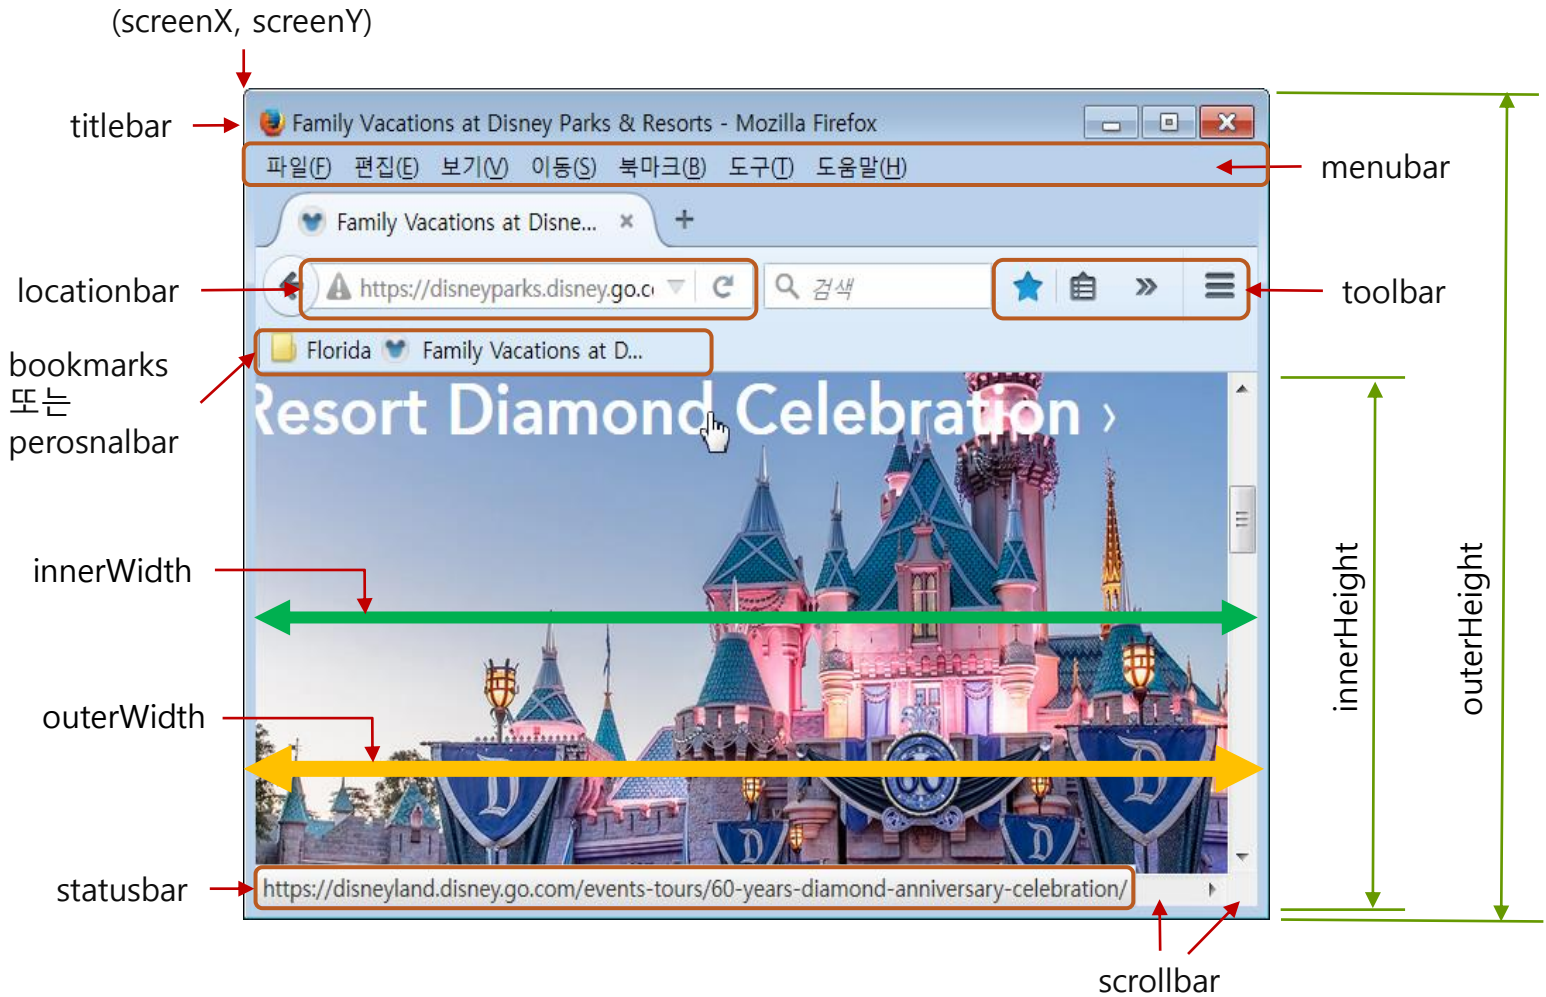 (screenX, screenY)
titlebar
Family Vacations at Disney Parks & Resorts - Mozilla Firefox
파일(F) 편집(E) 보기(V) 이동(S) 북마크(B) 도구(T) 도움말(H)
menubar
Family Vacations at Disne...
locationbar
https://disneyparks.disney.go.c
검색
toolbar
bookmarks
또는
perosnalbar
Florida
Family Vacations at D...
Resort Diamond Celebration ›
innerWidth
innerHeight
outerHeight
outerWidth
D
60
D
D
D
statusbar
https://disneyland.disney.go.com/events-tours/60-years-diamond-anniversary-celebration/
scrollbar